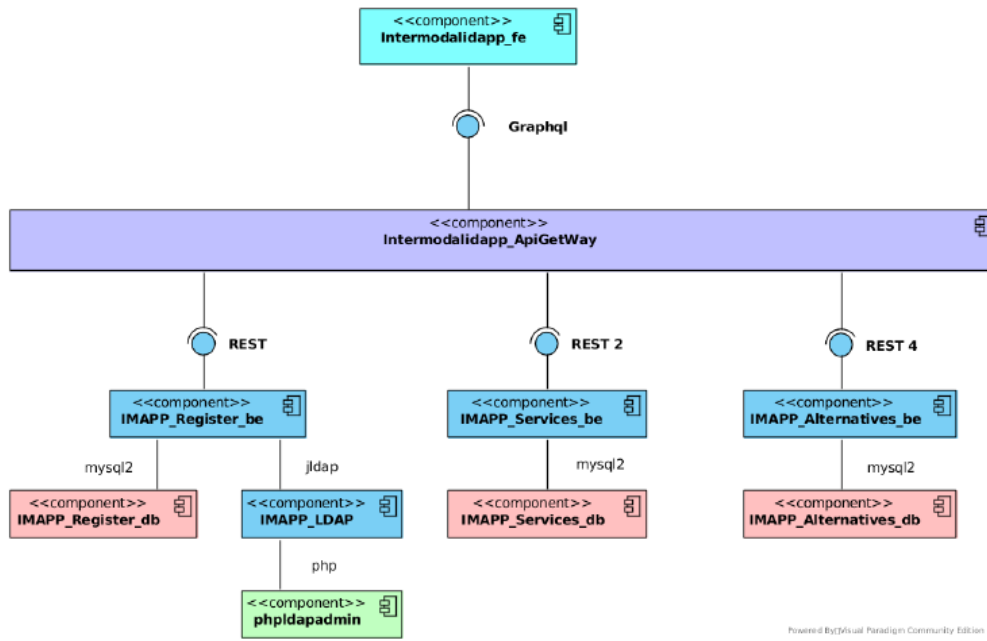 <<component>>
Intermodalidapp_fe
Graphql
<<component>>
Intermodalidapp_ApiGetWay
REST
REST 2
REST 4
<<component>>
IMAPP_Register_be
<<component>>
IMAPP_Services_be
<<component>>
IMAPP_Alternatives_be
mysql2
jldap
mysql2
mysql2
<<component>>
IMAPP_Register_db
<<component>>
IMAPP_LDAP
<<component>>
IMAPP_Services_db
<<component>>
IMAPP_Alternatives_db
php
<<component>>
phpldapadmin
Powered By▯Visual Paradigm Community Edition